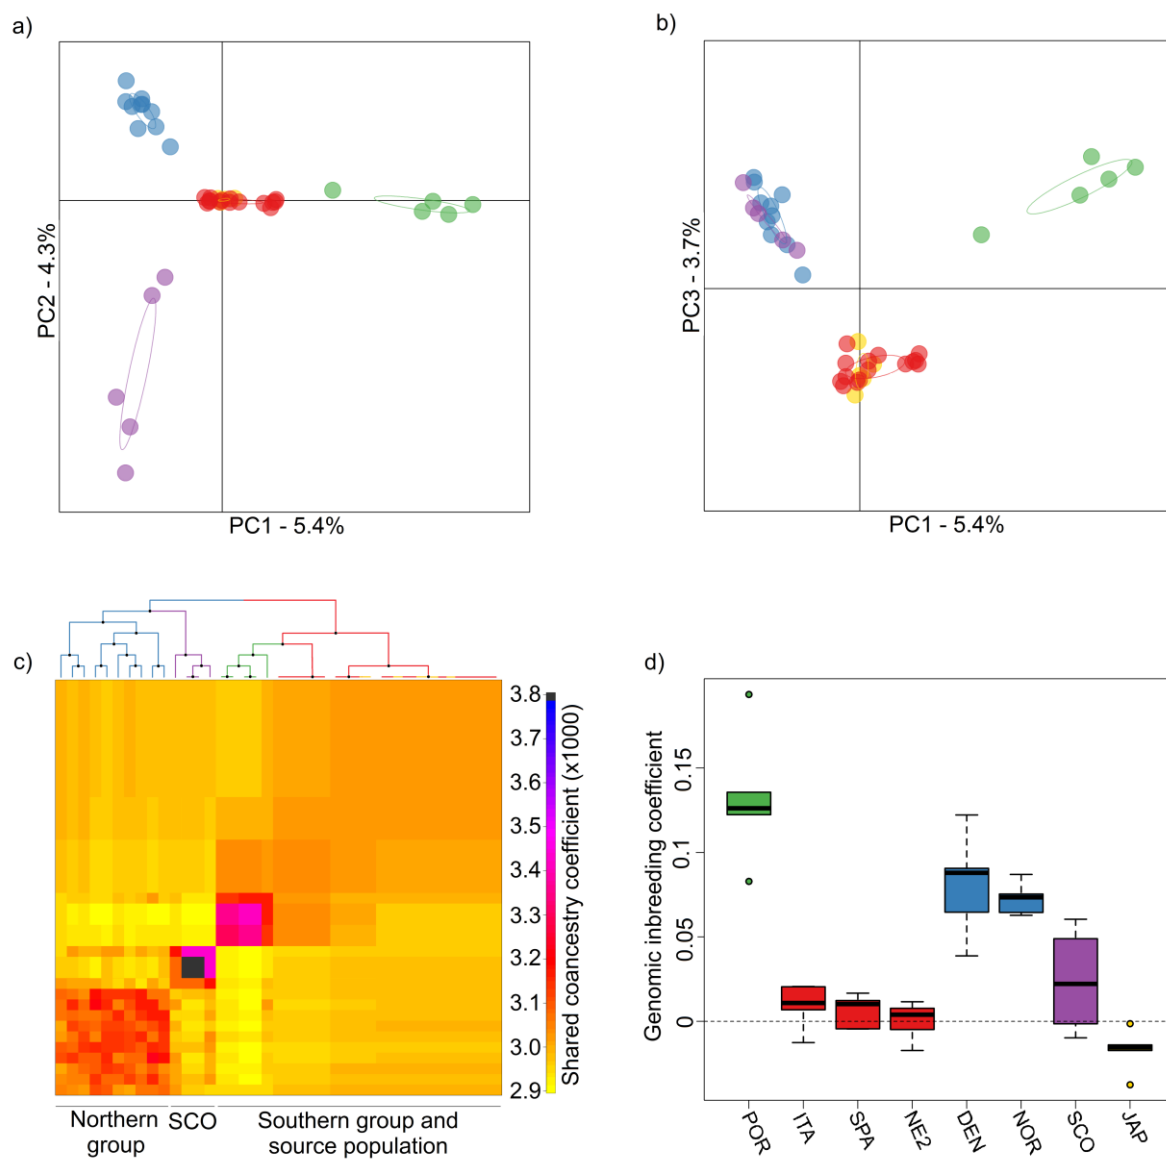 a)
PC2 - 4.3%
PC1 - 5.4%
b)
PC3 - 3.7%
PC1 - 5.4%
c)
3.8
3.7
3.6
3.5
3.4
3.3
3.2
3.1
3.0
2.9
Shared coancestry coefficient (x1000)
Northern
group
SCO
Southern group and
source population
d)
Genomic inbreeding coefficient
0.15
0.1
0.05
0
POR
ITA
SPA
NE2
DEN
NOR
SCO
JAP